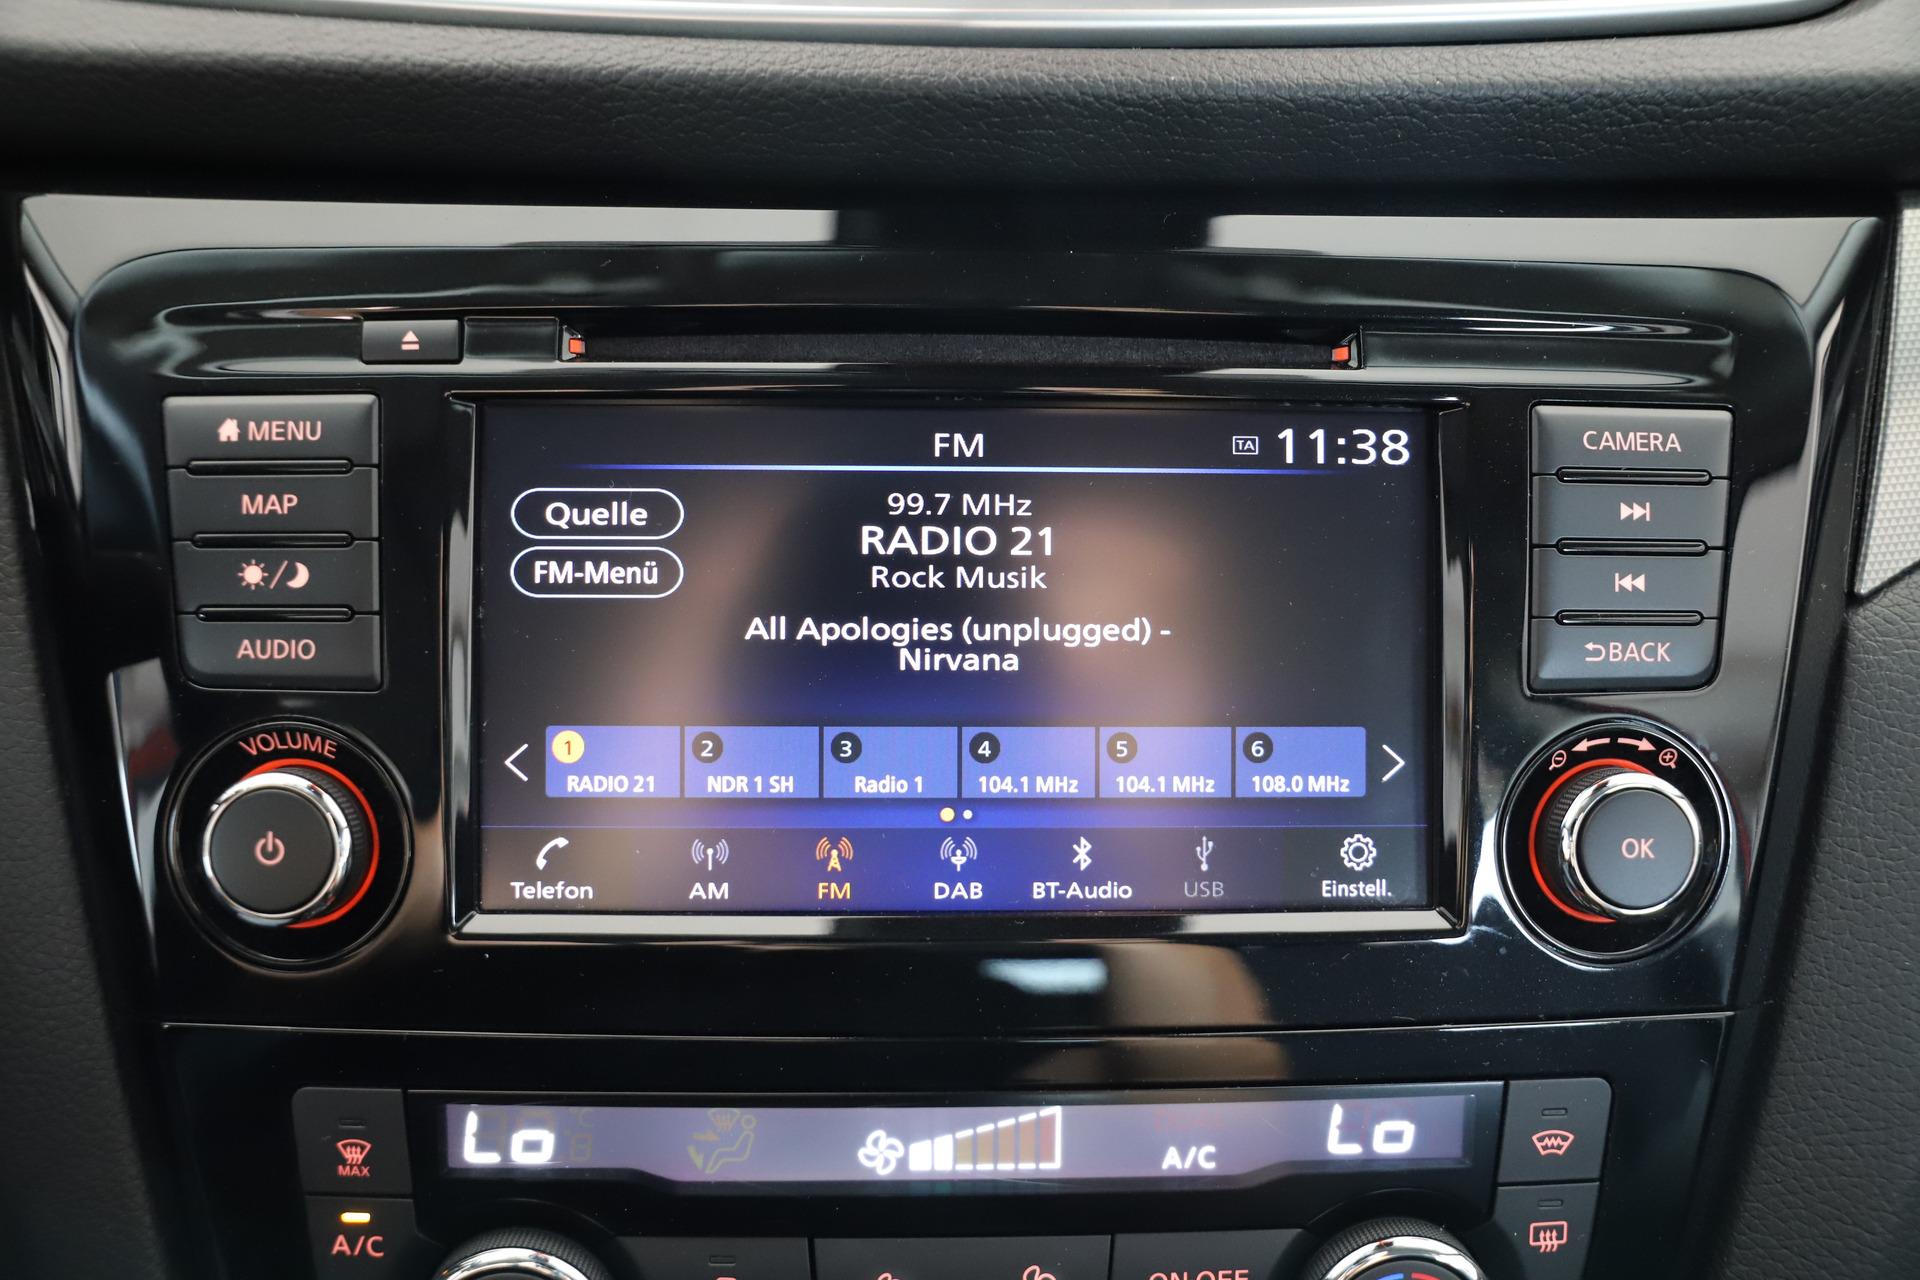 MENU
MAP
AUDIO
VOLUME
FM
TA
11:38
Quelle
FM-Menü
99.7 MHz
RADIO 21
Rock Musik
All Apologies (unplugged) -
Nirvana
1
RADIO 21
2
NDR 1 SH
3
Radio 1
4
104.1 MHz
5
104.1 MHz
6
108.0 MHz
Telefon
AM
FM
DAB
BT-Audio
USB
Einstell.
CAMERA
BACK
OK
MAX
A/C
Lo
A/C
Lo
ON·OFF